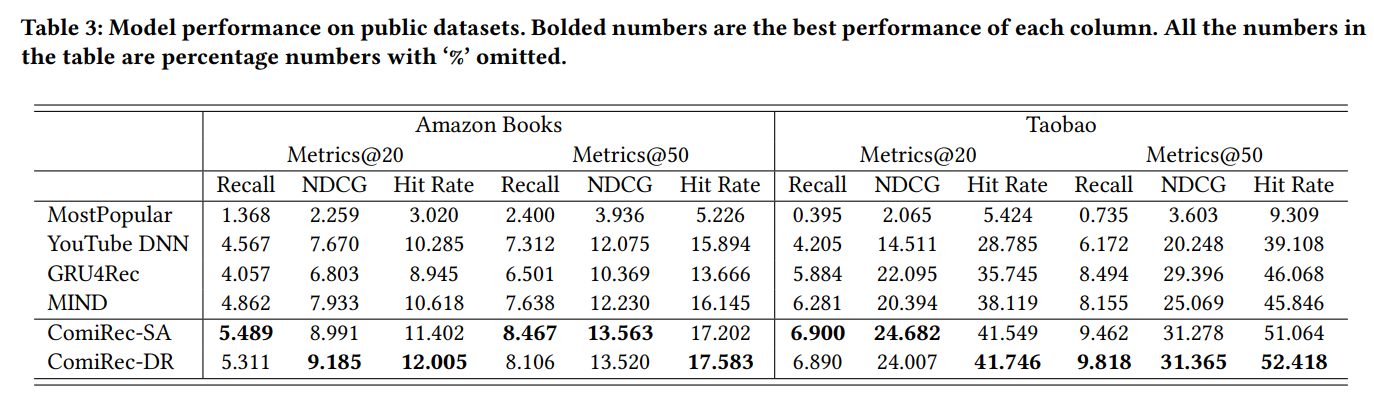 Table 3: Model performance on public datasets. Bolded numbers are the best performance of each column. All the numbers in
the table are percentage numbers with ‘%’ omitted.
Amazon Books Taobao
Metrics@20 Metrics@50 Metrics@20 Metrics@50
Recall NDCG Hit Rate Recall NDCG Hit Rate Recall NDCG Hit Rate Recall NDCG Hit Rate
MostPopular 1.368 2.259 3.020 2.400 3.936 5.226 0.395 2.065 5.424 0.735 3.603 9.309
YouTube DNN 4.567 7.670 10.285 7.312 12.075 15.894 4.205 14.511 28.785 6.172 20.248 39.108
GRU4Rec 4.057 6.803 8.945 6.501 10.369 13.666 5.884 22.095 35.745 8.494 29.396 46.068
MIND 4.862 7.933 10.618 7.638 12.230 16.145 6.281 20.394 38.119 8.155 25.069 45.846
ComiRec-SA 5.489 8.991 11.402 8.467 13.563 17.202 6.900 24.682 41.549 9.462 31.278 51.064
ComiRec-DR 5.311 9.185 12.005 8.106 13.520 17.583 6.890 24.007 41.746 9.818 31.365 52.418